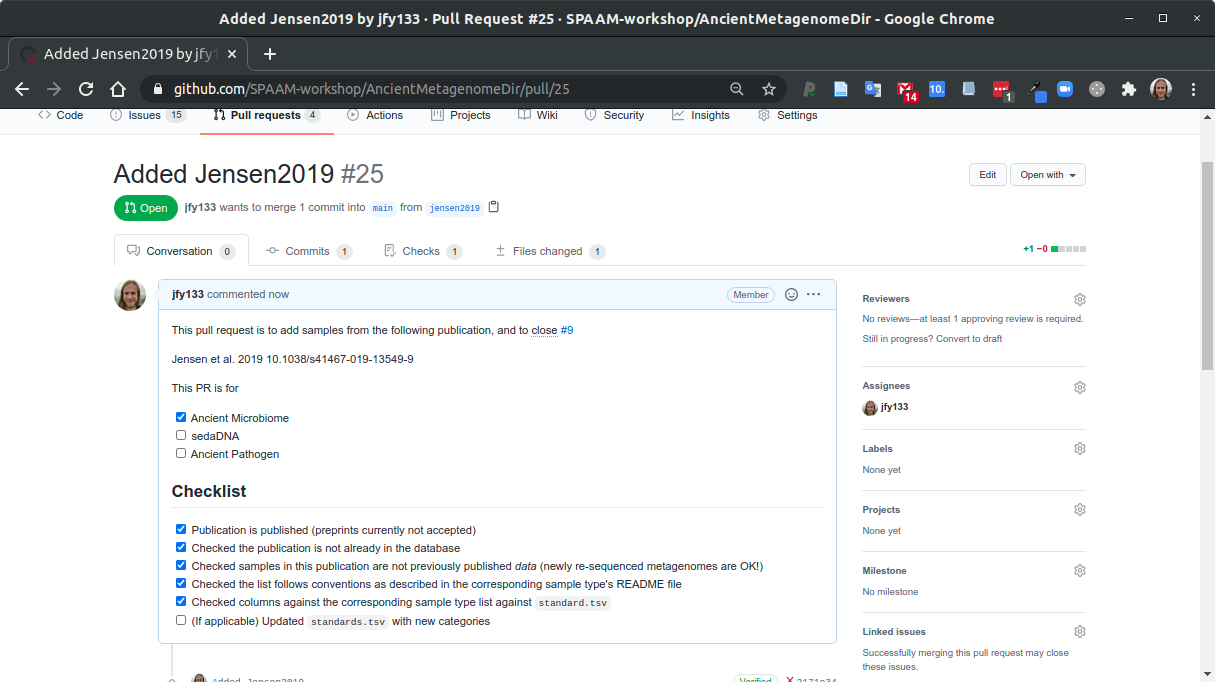 Added Jensen2019 by jfy133 · Pull Request #25 · SPAAM-workshop/AncientMetagenomeDir - Google Chrome
Added Jensen2019 by jfy1
github.com/SPAAM-workshop/AncientMetagenomeDir/pull/25
14
10.
1
Code
Issues 15
Pull requests 4
Actions
Projects
Wiki
Security
Insights
Settings
Added Jensen2019 #25
Edit
Open with
Open
jfy133 wants to merge 1 commit into main from jensen2019
Conversation 0
Commits 1
Checks 1
Files changed 1
+1 −0
jfy133 commented now
Member
This pull request is to add samples from the following publication, and to close #9
Jensen et al. 2019 10.1038/s41467-019-13549-9
This PR is for
Ancient Microbiome
sedaDNA
Ancient Pathogen
Checklist
Publication is published (preprints currently not accepted)
Checked the publication is not already in the database
Checked samples in this publication are not previously published data (newly re-sequenced metagenomes are OK!)
Checked the list follows conventions as described in the corresponding sample type's README file
Checked columns against the corresponding sample type list against standard.tsv
(If applicable) Updated standards.tsv with new categories
Added Jensen2019
Verified
2171e34
Reviewers
No reviews—at least 1 approving review is required.
Still in progress? Convert to draft
Assignees
jfy133
Labels
None yet
Projects
None yet
Milestone
No milestone
Linked issues
Successfully merging this pull request may close
these issues.